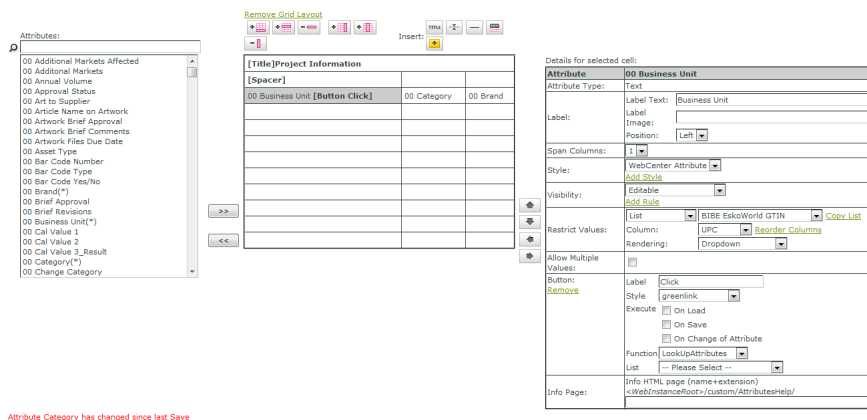 Remove Grid Layout
Attributes:
Insert:
Title
00 Additional Markets Affected
00 Additonal Markets
00 Annual Volume
00 Approval Status
00 Art to Supplier
00 Article Name on Artwork
00 Artwork Brief Approval
00 Artwork Brief Comments
00 Artwork Files Due Date
00 Asset Type
00 Bar Code Number
00 Bar Code Type
00 Bar Code Yes/No
00 Brand(*)
00 Brief Approval
00 Brief Revisions
00 Business Unit(*)
00 Cal Value 1
00 Cal Value 2
00 Cal Value 3_Result
00 Category(*)
00 Change Category
>>
<<
[Title]Project Information
[Spacer]
00 Business Unit [Button Click] 00 Category 00 Brand
Details for selected cell:
Attribute 00 Business Unit
Attribute Type: Text
Label: Label Text: Business Unit
Label Image:
Position: Left
Span Columns: 1
Style: WebCenter Attribute
Add Style
Visibility: Editable
Add Rule
Restrict Values: List BIBE EskoWorld GTIN Copy List
Column: UPC Reorder Columns
Rendering: Dropdown
Allow Multiple Values:
Button: Label Click
Remove
Style greenlink
Execute On Load
On Save
On Change of Attribute
Function LookUpAttributes
List -- Please Select --
Info Page: Info HTML page (name+extension)
<WebInstanceRoot>/custom/AttributesHelp/
Attribute Category has changed since last Save